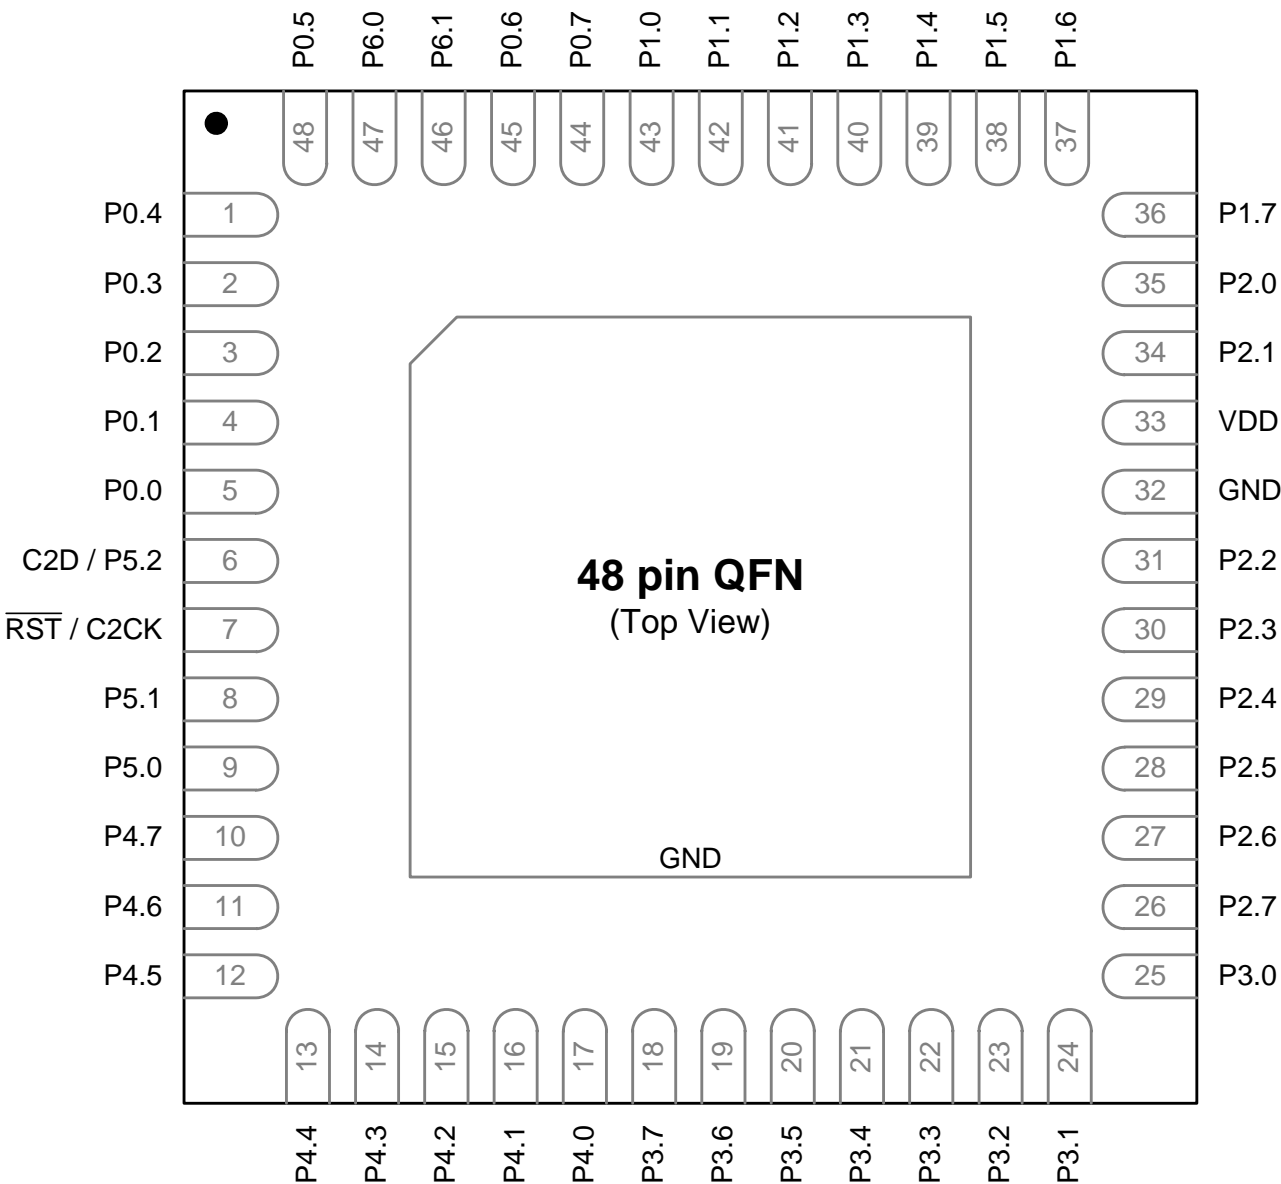 P0.5 P6.0 P6.1 P0.6 P0.7 P1.0 P1.1 P1.2 P1.3 P1.4 P1.5 P1.6
48 47 46 45 44 43 42 41 40 39 38 37
P0.4 1 36 P1.7
P0.3 2 35 P2.0
P0.2 3 34 P2.1
P0.1 4 33 VDD
P0.0 5 32 GND
C2D / P5.2 6 31 P2.2
48 pin QFN
(Top View)
RST / C2CK 7 30 P2.3
P5.1 8 29 P2.4
P5.0 9 28 P2.5
P4.7 10 27 P2.6
GND
P4.6 11 26 P2.7
P4.5 12 25 P3.0
13 14 15 16 17 18 19 20 21 22 23 24
P4.4 P4.3 P4.2 P4.1 P4.0 P3.7 P3.6 P3.5 P3.4 P3.3 P3.2 P3.1